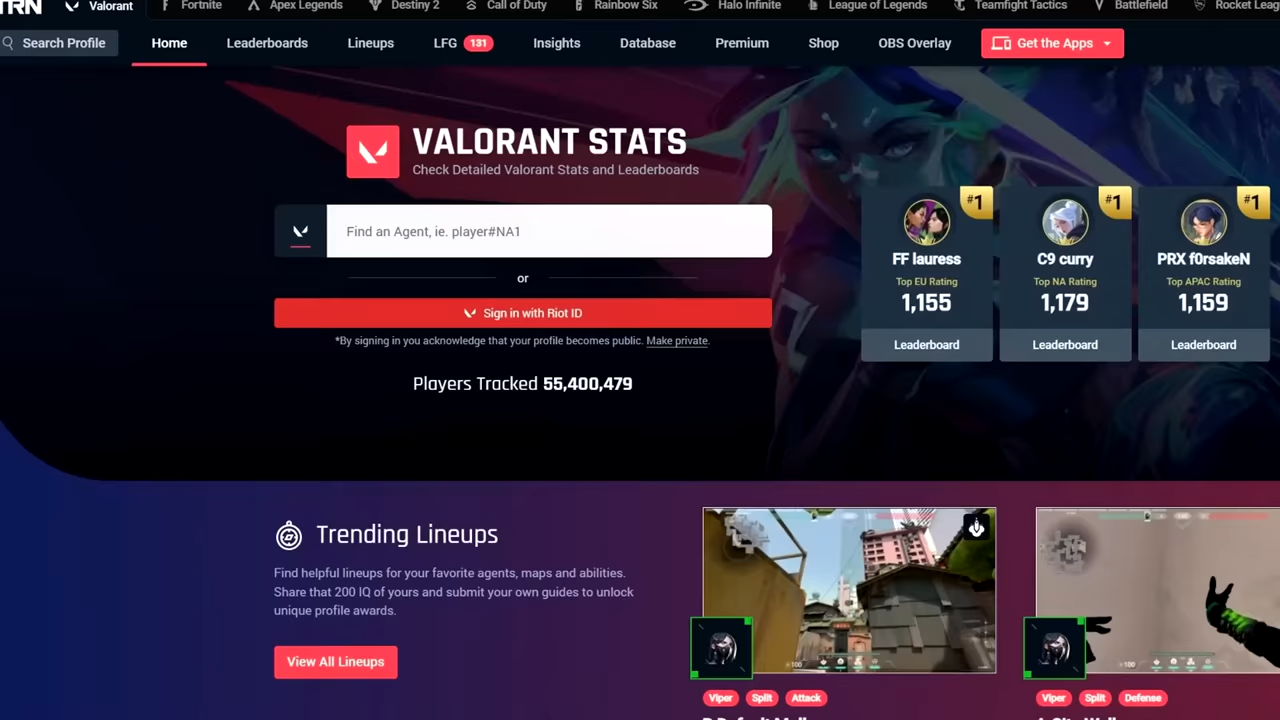 TRN Valorant Fortnite Apex Legends Destiny 2 Call of Duty Rainbow Six Halo Infinite League of Legends Teamfight Tactics Battlefield Rocket Leag
Search Profile Home Leaderboards Lineups LFG 131 Insights Database Premium Shop OBS Overlay Get the Apps
VALORANT STATS
Check Detailed Valorant Stats and Leaderboards
Find an Agent, ie. player#NA1
or
Sign in with Riot ID
*By signing in you acknowledge that your profile becomes public. Make private.
Players Tracked 55,400,479
#1
FF lauress
Top EU Rating
1,155
Leaderboard
#1
C9 curry
Top NA Rating
1,179
Leaderboard
#1
PRX f0rsakeN
Top APAC Rating
1,159
Leaderboard
Trending Lineups
Find helpful lineups for your favorite agents, maps and abilities.
Share that 200 IQ of yours and submit your own guides to unlock
unique profile awards.
View All Lineups
100
Viper Split Attack
100
Viper Split Defense